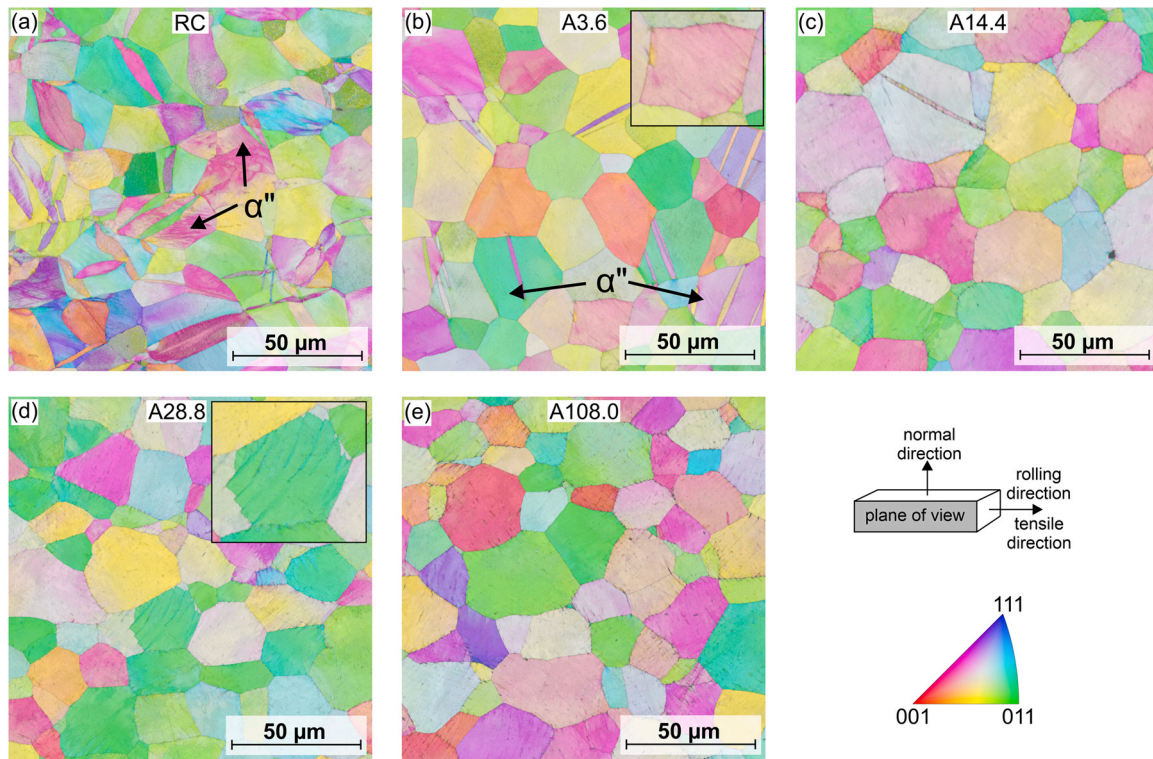 (a) RC
α"
50 μm
(b) A3.6
α"
50 μm
(c) A14.4
50 μm
(d) A28.8
50 μm
(e) A108.0
50 μm
normal
direction
rolling
direction
plane of view
tensile
direction
111
001
011